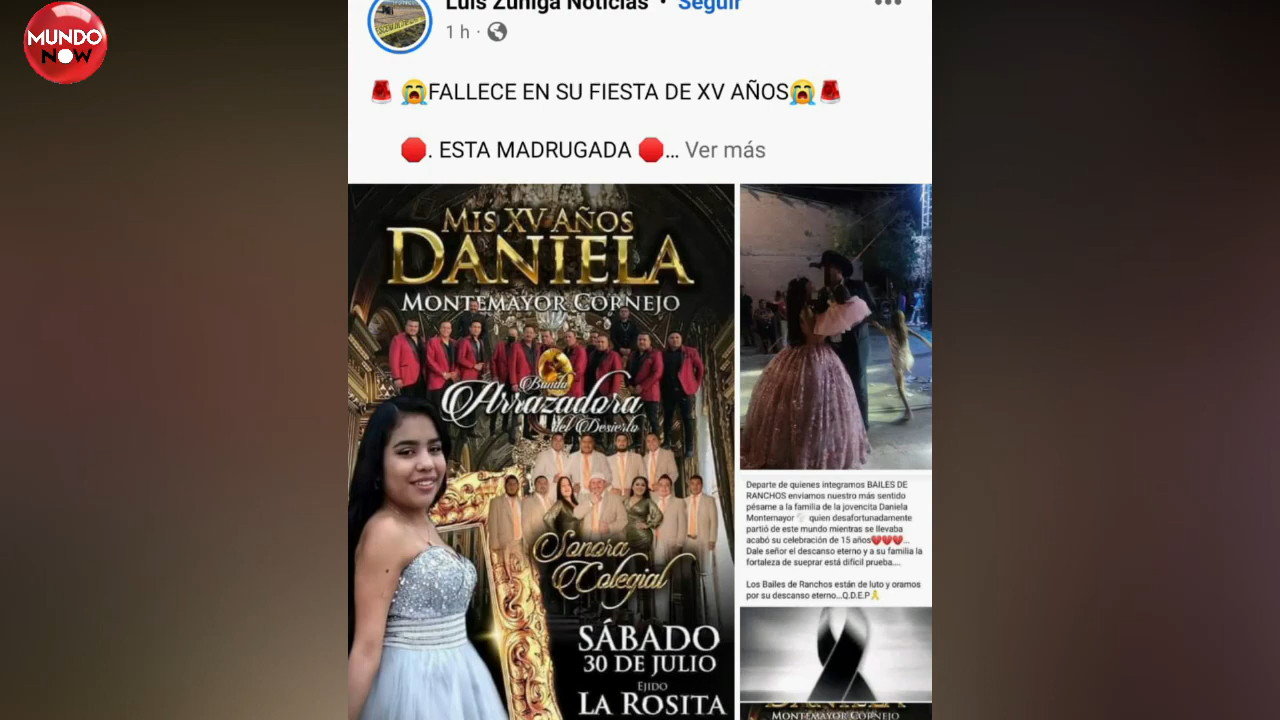 MUNDO
NOW
Luis Zúñiga Noticias • Seguir
1 h ·
🚨 😭FALLECE EN SU FIESTA DE XV AÑOS😭🚨
🛑. ESTA MADRUGADA 🛑... Ver más
MIS XV AÑOS
DANIELA
MONTEMAYOR CORNEJO
Banda
Arrazadora
del Desierto
Sonora
Colegial
SÁBADO
30 DE JULIO
EJIDO
LA ROSITA
Departe de quienes integramos BAILES DE
RANCHOS enviamos nuestro más sentido
pésame a la familia de la jovencita Daniela
Montemayor 🕊 quien desafortunadamente
partió de este mundo mientras se llevaba
acabó su celebración de 15 años❤❤❤...
Dale señor el descanso eterno y a su familia la
fortaleza de sueprar está difícil prueba....
Los Bailes de Ranchos están de luto y oramos
por su descanso eterno...Q.D.E.P🎗
DANIELA
MONTEMAYOR CORNEJO